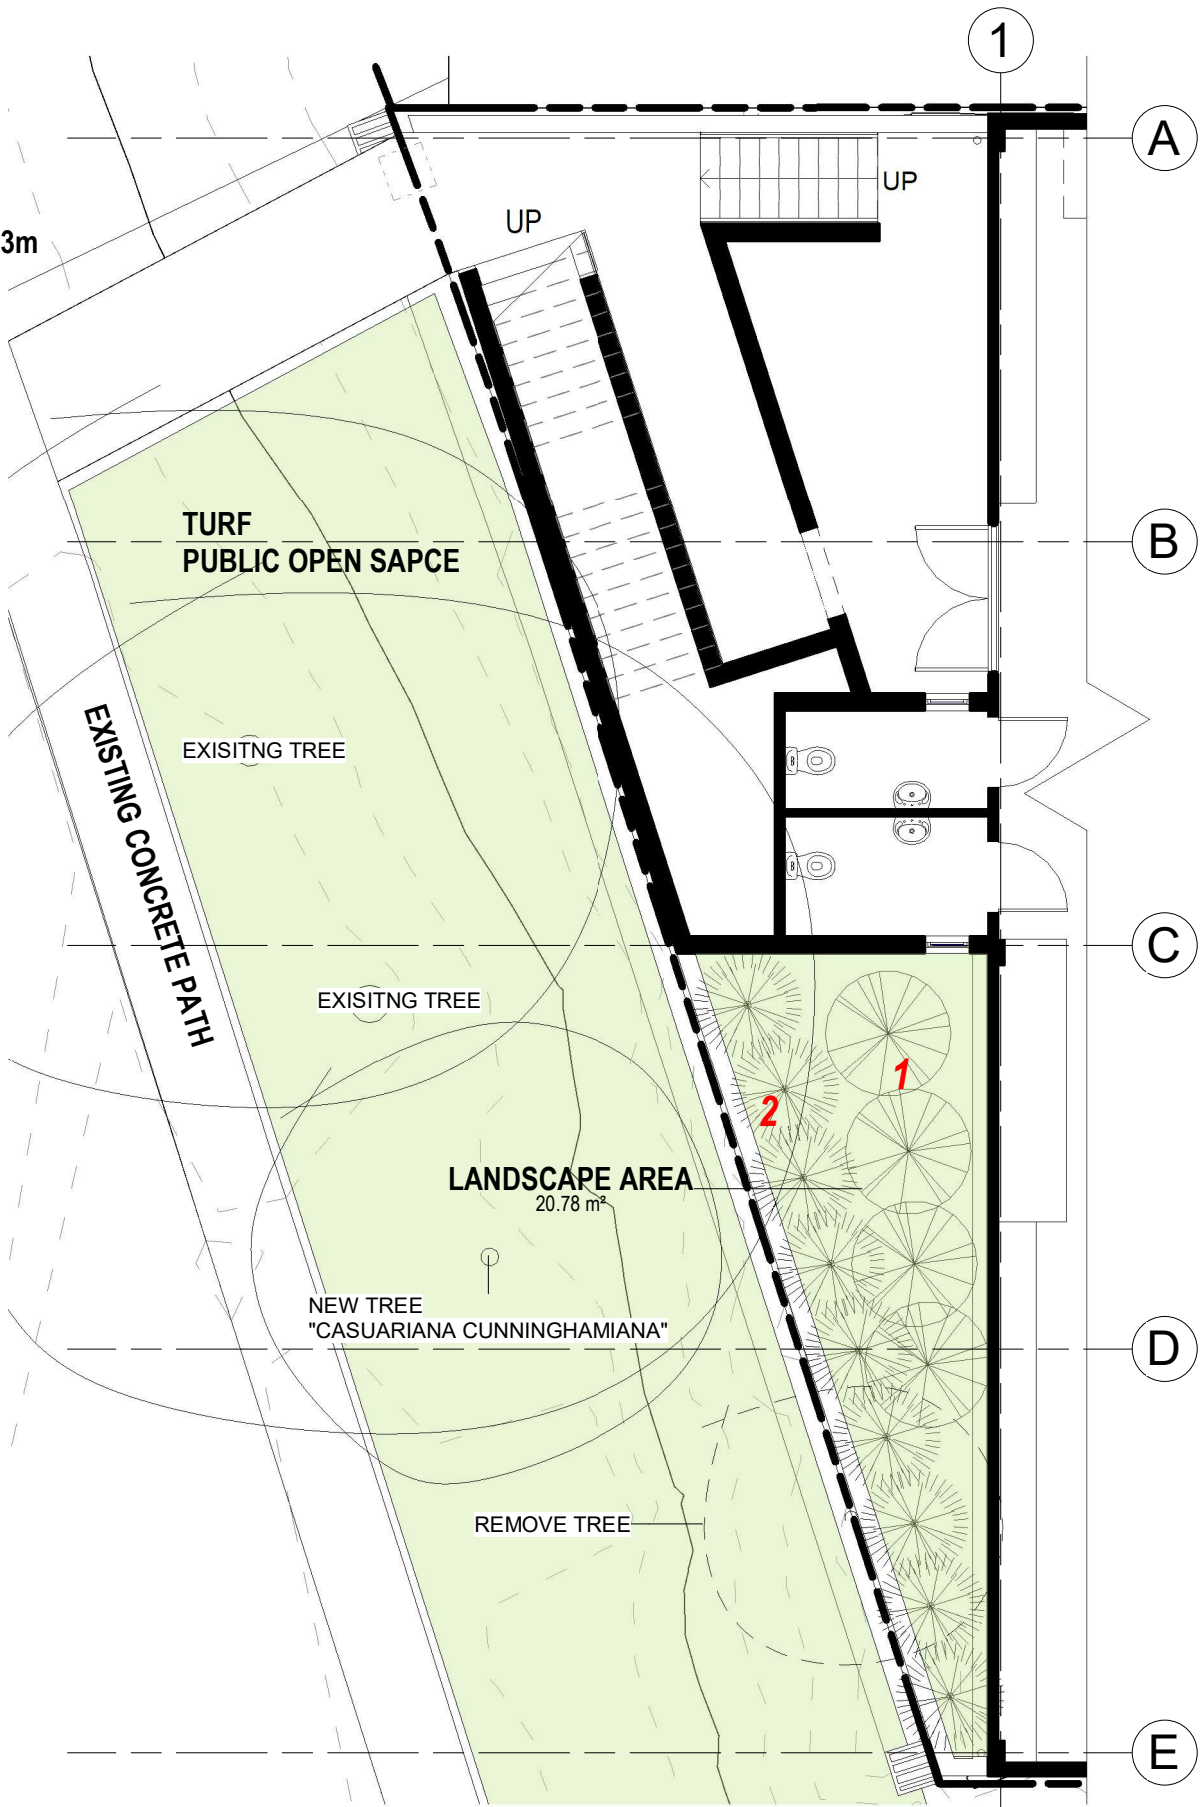 1
A
UP
UP
3m
TURF
PUBLIC OPEN SAPCE
B
EXISITNG TREE
EXISTING CONCRETE PATH
C
EXISITNG TREE
1
2
LANDSCAPE AREA
20.78 m²
NEW TREE
"CASUARIANA CUNNINGHAMIANA"
D
REMOVE TREE
E